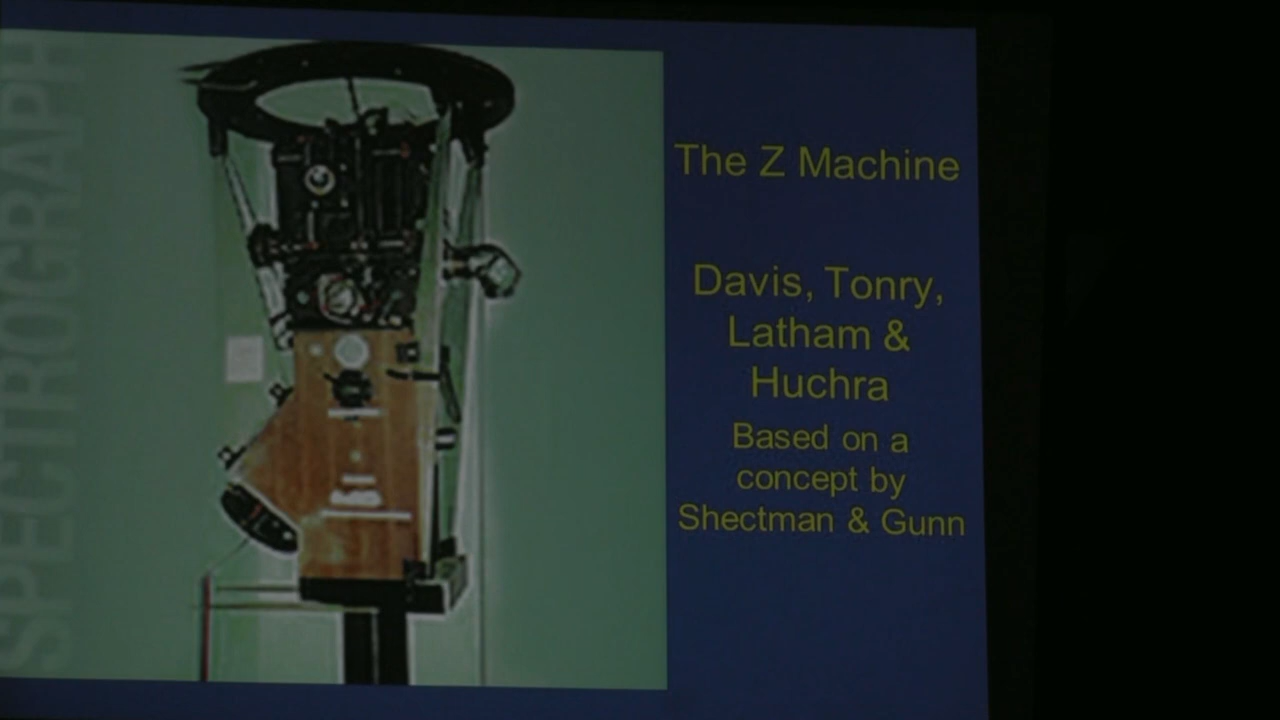 SPECTROGRAPH
The Z Machine
Davis, Tonry,
Latham &
Huchra
Based on a
concept by
Shectman & Gunn